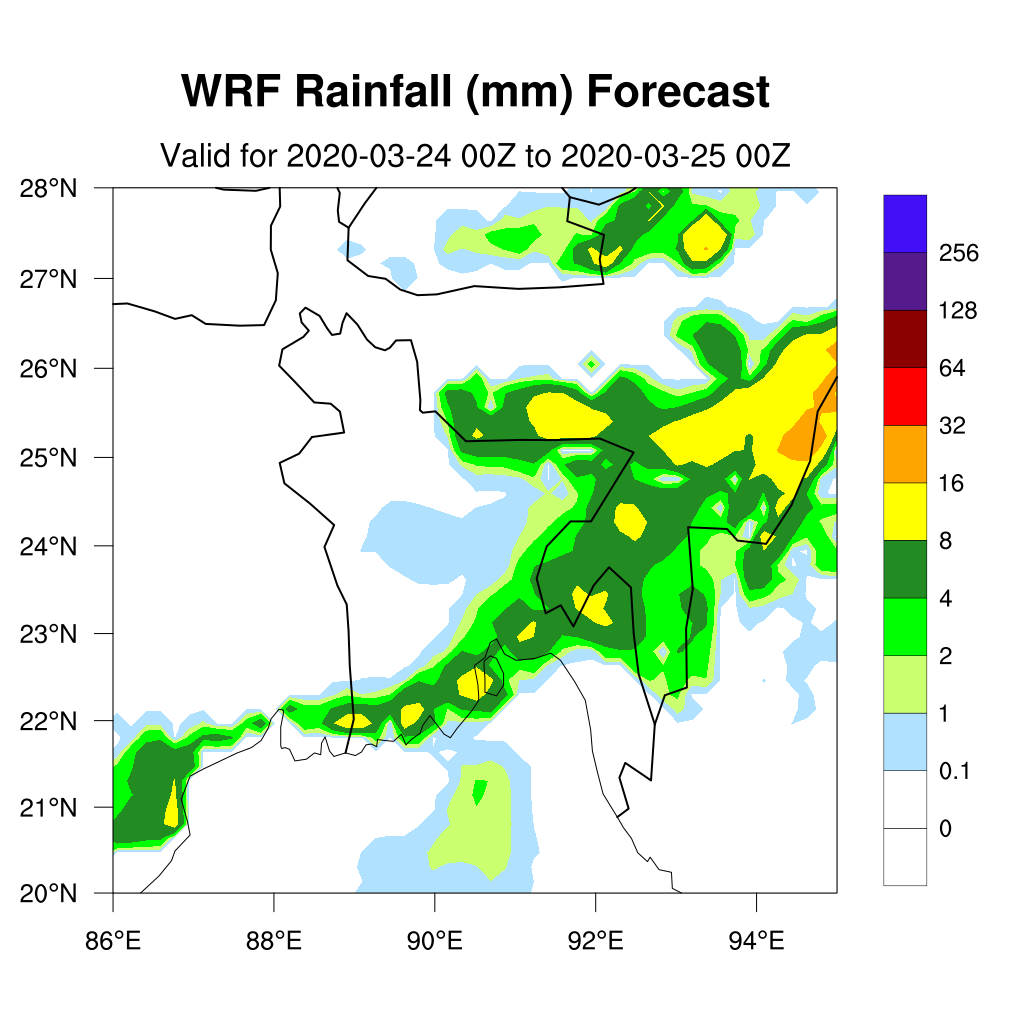 WRF Rainfall (mm) Forecast
Valid for 2020-03-24 00Z to 2020-03-25 00Z
28°N
27°N
26°N
25°N
24°N
23°N
22°N
21°N
20°N
86°E 88°E 90°E 92°E 94°E
256
128
64
32
16
8
4
2
1
0.1
0